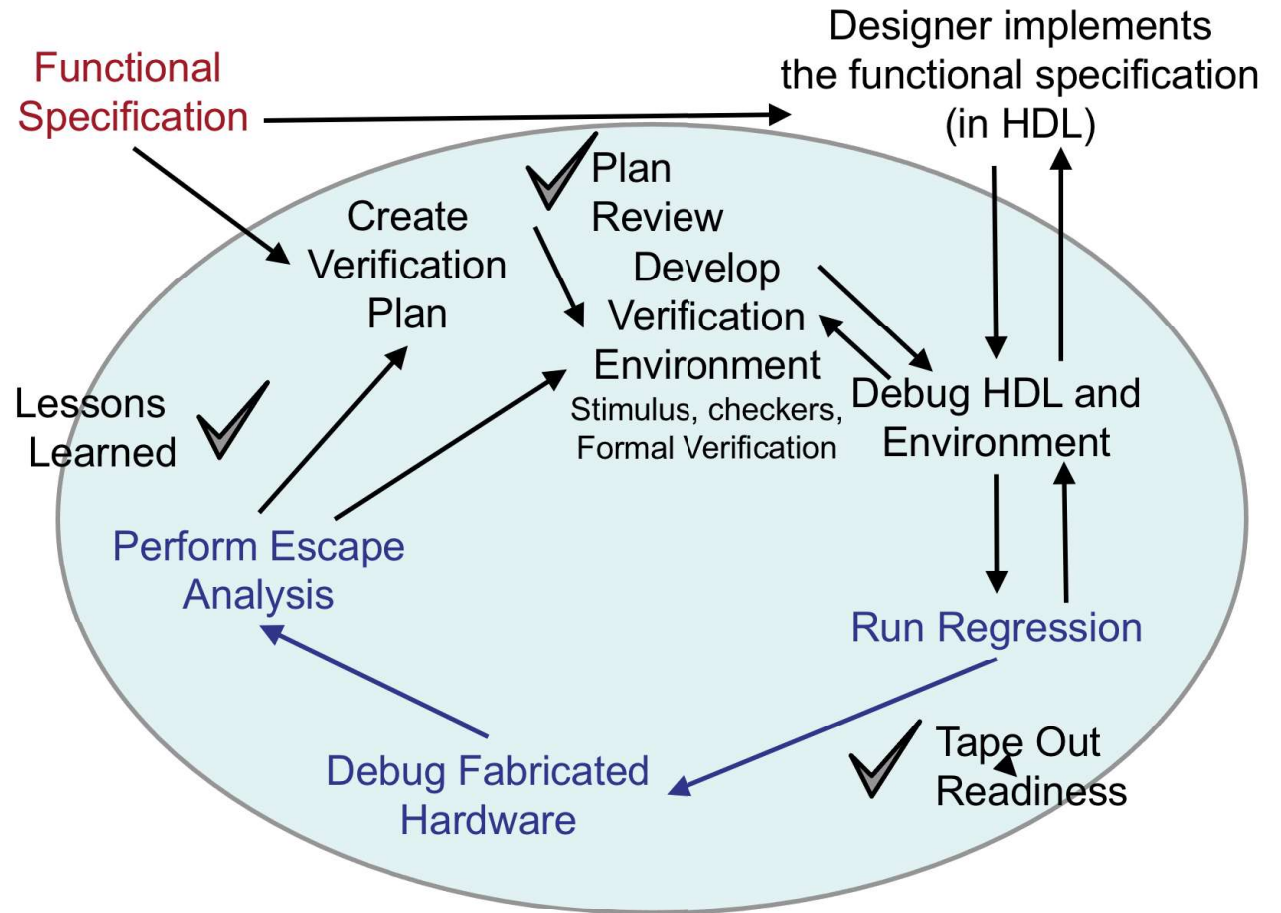 Functional
Specification
Designer implements
the functional specification
(in HDL)
Plan
Review
Create
Verification
Plan
Develop
Verification
Environment
Stimulus, checkers,
Formal Verification
Debug HDL and
Environment
Lessons
Learned
Perform Escape
Analysis
Run Regression
Tape Out
Readiness
Debug Fabricated
Hardware